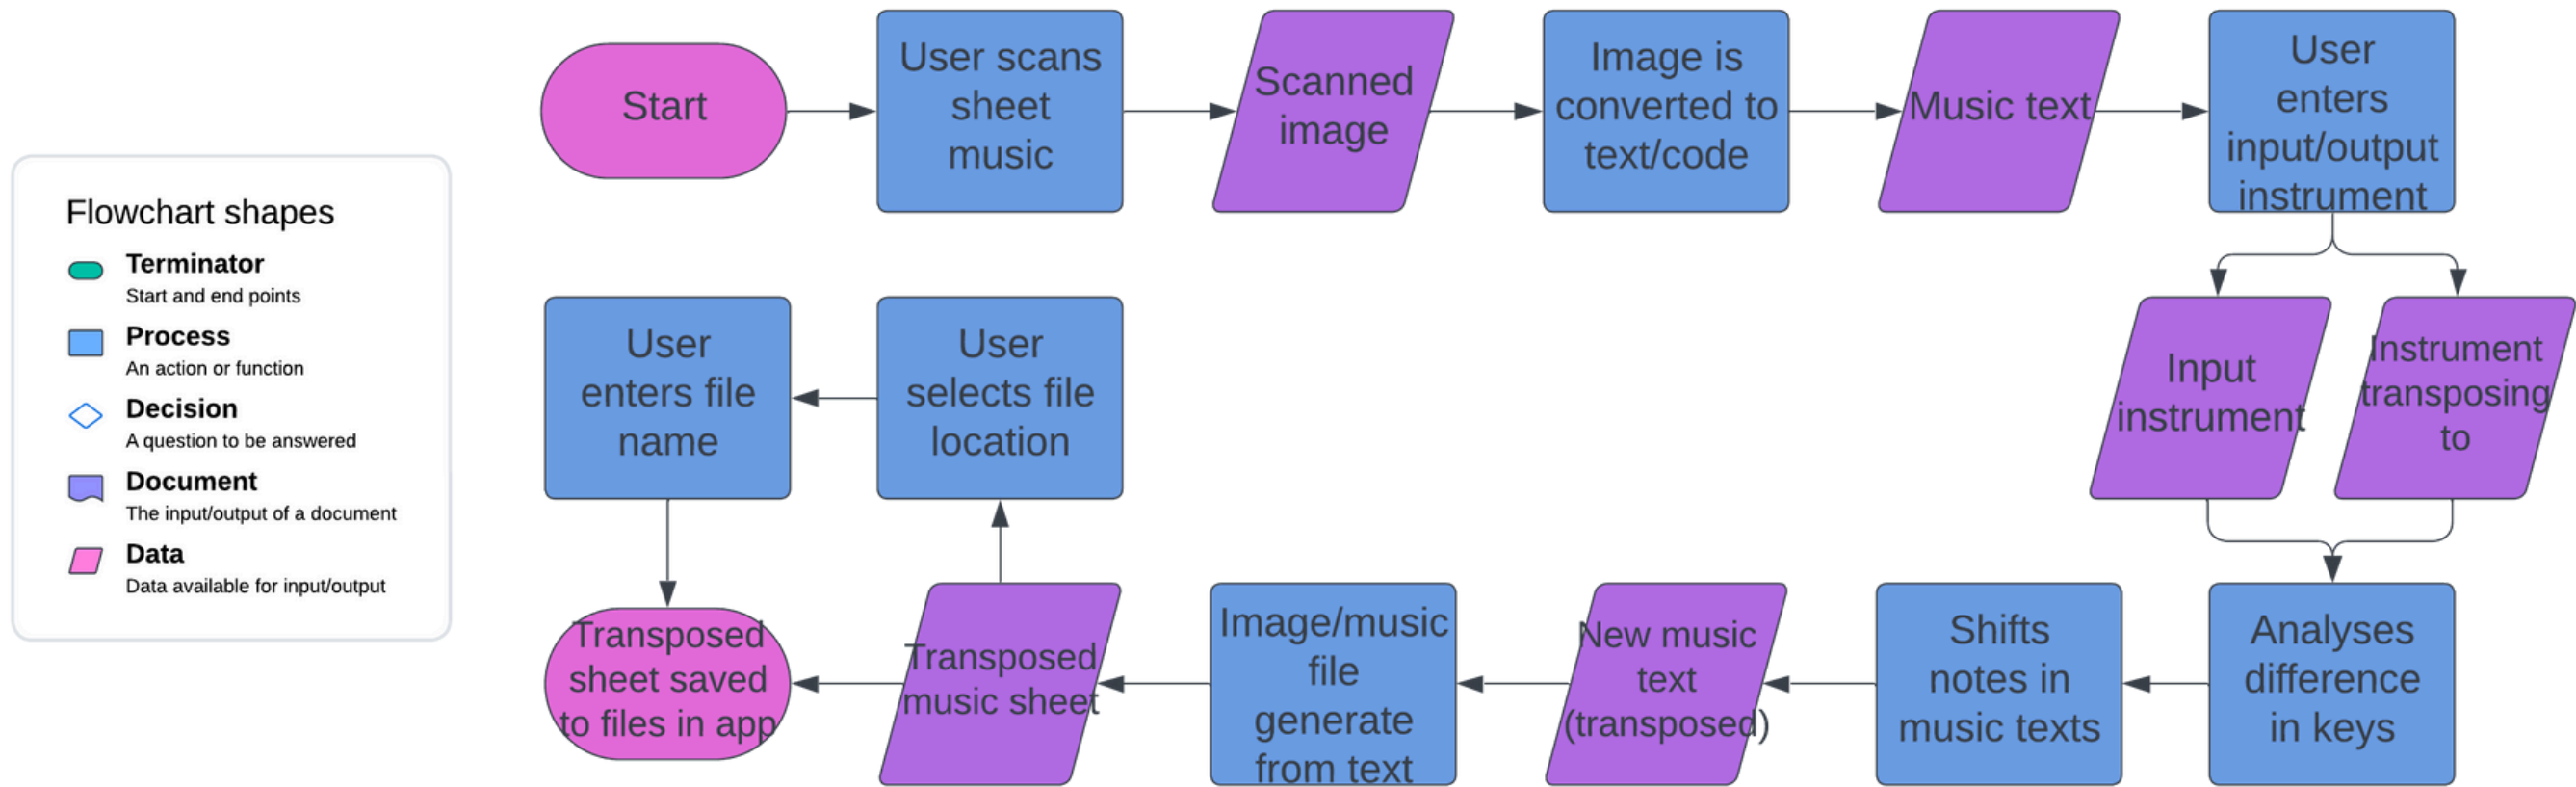 Start
User scans
sheet
music
Scanned
image
Image is
converted to
text/code
Music text
User
enters
input/output
instrument
Flowchart shapes
Terminator
Start and end points
Process
An action or function
Decision
A question to be answered
Document
The input/output of a document
Data
Data available for input/output
Input
instrument
Instrument
transposing
to
Analyses
difference
in keys
Shifts
notes in
music texts
New music
text
(transposed)
Image/music
file
generate
from text
Transposed
music sheet
User
selects file
location
User
enters file
name
Transposed
sheet saved
to files in app